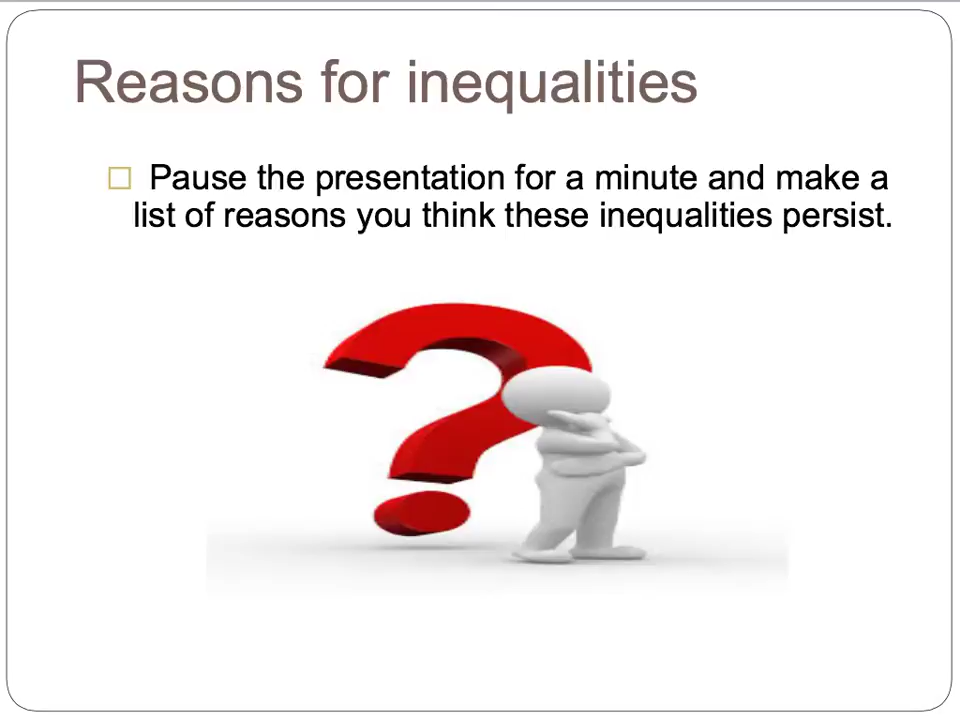 Reasons for inequalities
Pause the presentation for a minute and make a
list of reasons you think these inequalities persist.